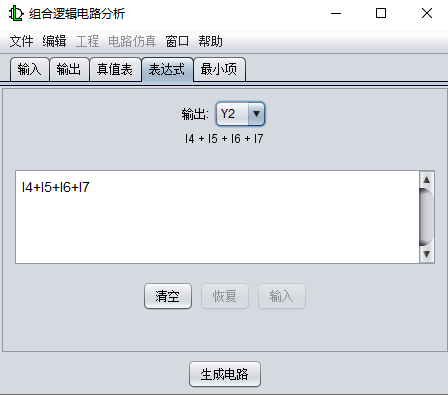 组合逻辑电路分析
文件 编辑 工程 电路仿真 窗口 帮助
输入 输出 真值表 表达式 最小项
输出: Y2
I4 + I5 + I6 + I7
I4+I5+I6+I7
清空 恢复 输入
生成电路